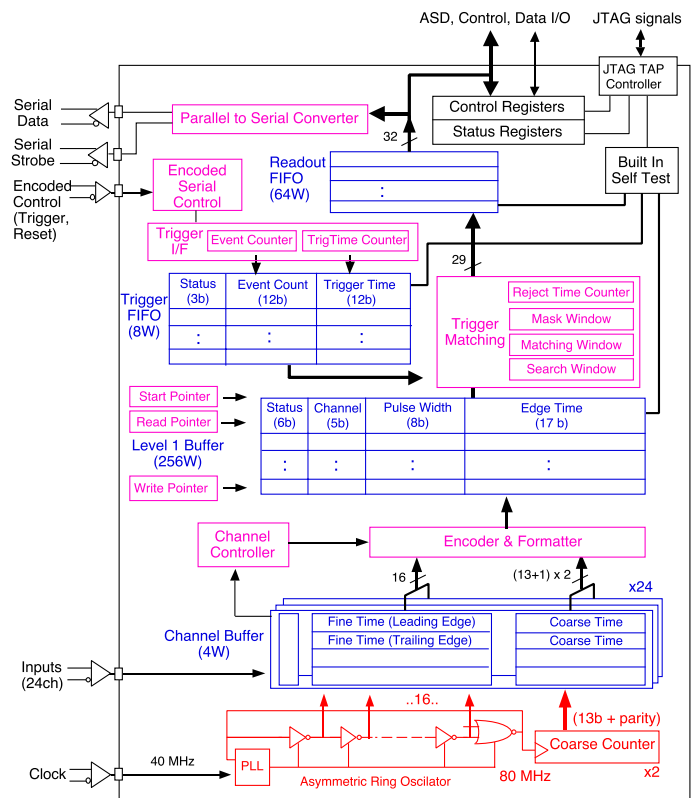 ASD, Control, Data I/O
JTAG signals
JTAG TAP
Controller
Serial
Data
Parallel to Serial Converter
Control Registers
Status Registers
32
Serial
Strobe
Encoded
Control
(Trigger,
Reset)
Encoded
Serial
Control
Readout
FIFO
(64W)
:
Built In
Self Test
Trigger
I/F
Event Counter
TrigTime Counter
29
Trigger
FIFO
(8W)
Status
(3b)
Event Count
(12b)
Trigger Time
(12b)
: : :
Trigger
Matching
Reject Time Counter
Mask Window
Matching Window
Search Window
Start Pointer
Read Pointer
Level 1 Buffer
(256W)
Write Pointer
Status
(6b)
Channel
(5b)
Pulse Width
(8b)
Edge Time
(17 b)
: : : :
Channel
Controller
Encoder & Formatter
16
(13+1) x 2
x24
Channel Buffer
(4W)
Fine Time (Leading Edge)
Fine Time (Trailing Edge)
Coarse Time
Coarse Time
Inputs
(24ch)
..16..
(13b + parity)
Coarse Counter
x2
Clock
40 MHz
PLL
Asymmetric Ring Oscilator
80 MHz